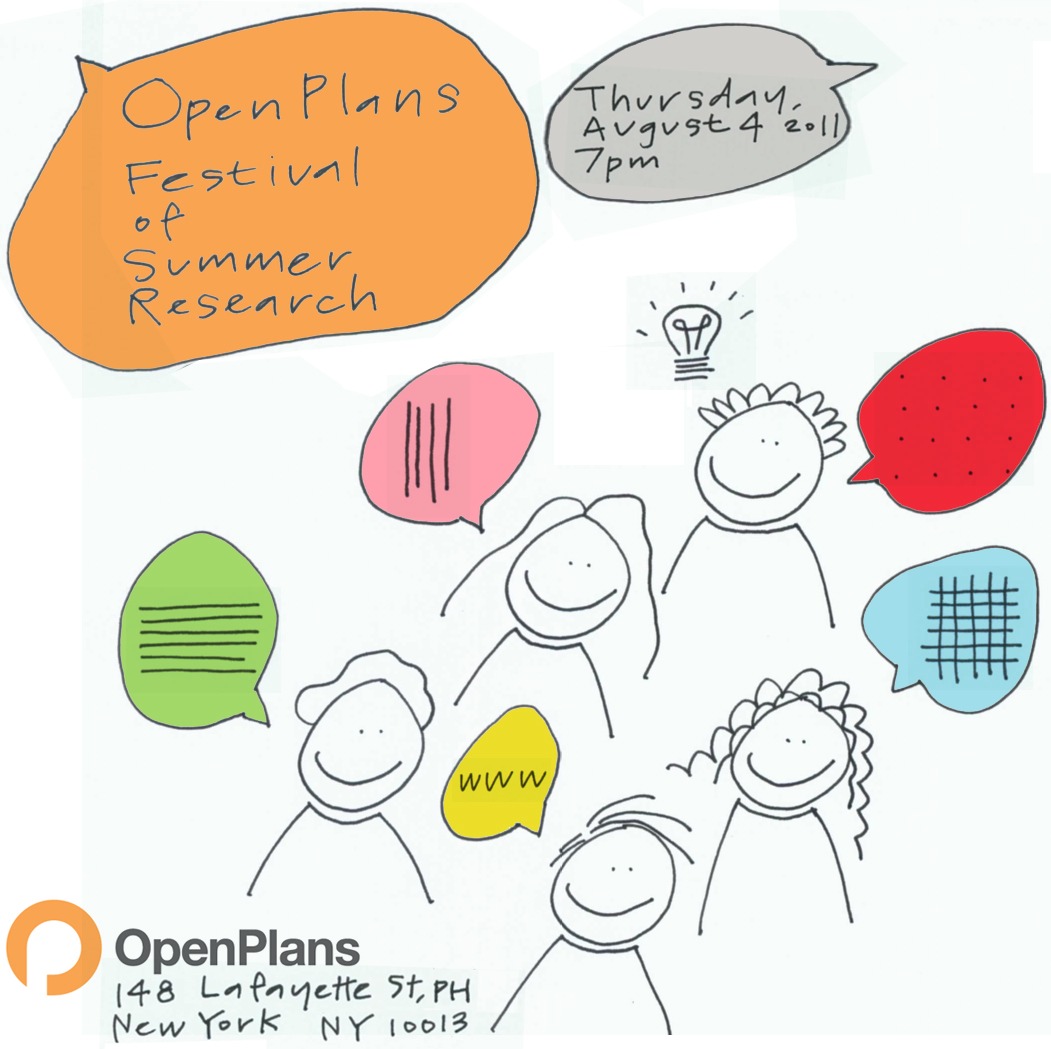 OpenPlans
Festival
of
Summer
Research
Thursday,
August 4 2011
7pm
www
OpenPlans
148 Lafayette St, PH
New York NY 10013